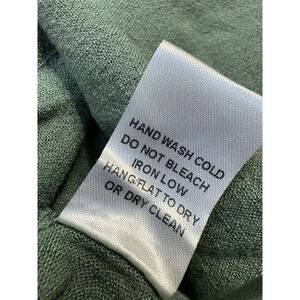 HAND WASH COLD
DO NOT BLEACH
IRON LOW
HANG/FLAT TO DRY
OR DRY CLEAN